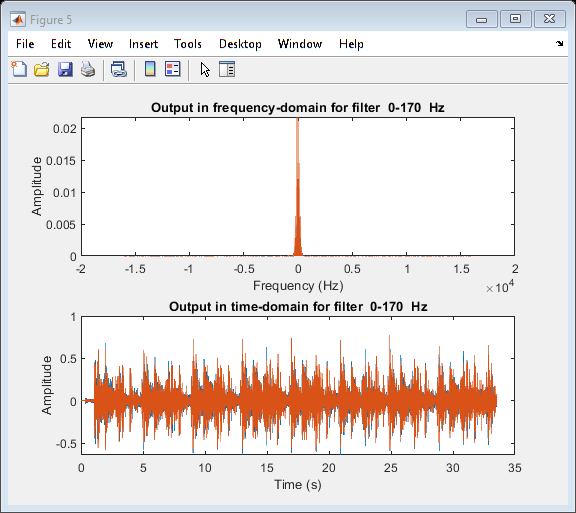 Figure 5
File Edit View Insert Tools Desktop Window Help
Output in frequency-domain for filter 0-170 Hz
0.02
0.015
0.01
0.005
0
Amplitude
-2 -1.5 -1 -0.5 0 0.5 1 1.5 2
Frequency (Hz)
×10⁴
Output in time-domain for filter 0-170 Hz
1
0.5
0
-0.5
Amplitude
0 5 10 15 20 25 30 35
Time (s)